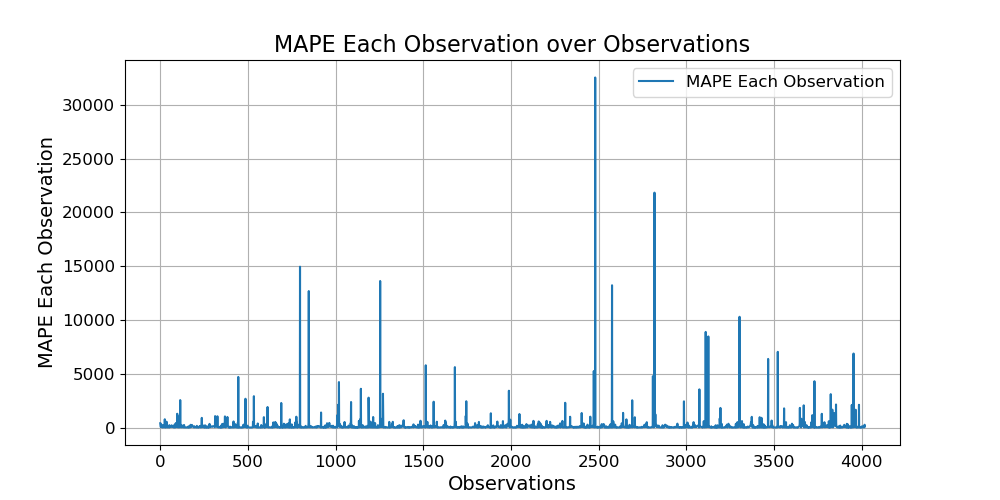 MAPE Each Observation over Observations
MAPE Each Observation
30000
25000
20000
15000
10000
5000
0
MAPE Each Observation
0 500 1000 1500 2000 2500 3000 3500 4000
Observations